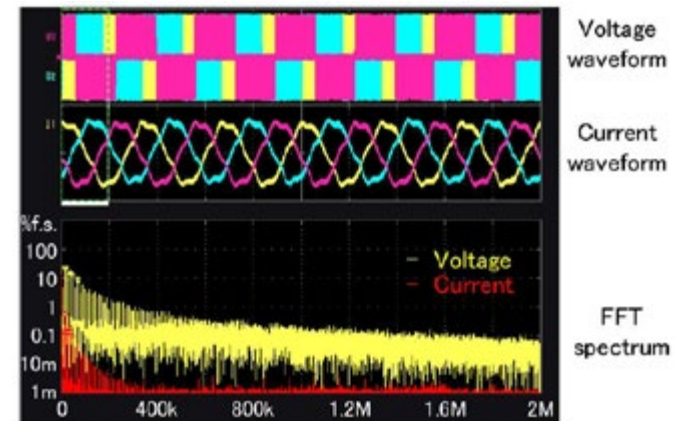 Voltage
waveform
Current
waveform
%f.s.
100
10
1
0.1
10m
1m
Voltage
Current
FFT
spectrum
0 400k 800k 1.2M 1.6M 2M